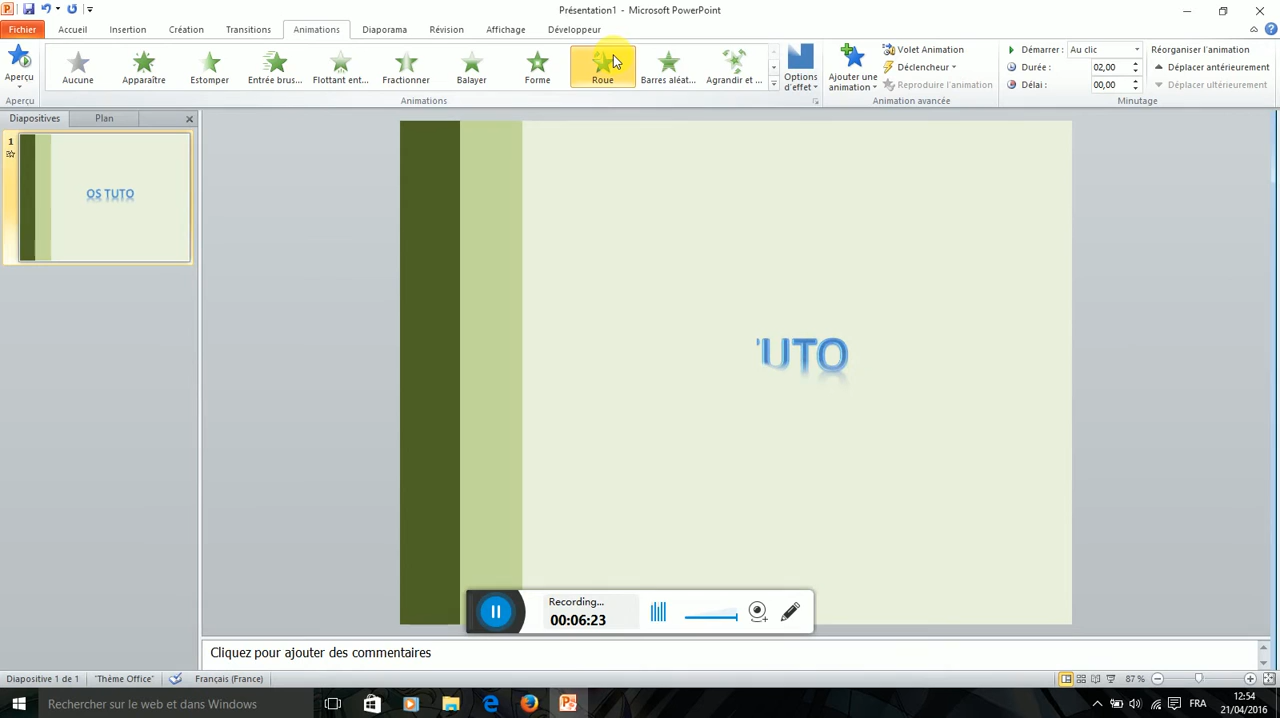 Présentation1 - Microsoft PowerPoint
Fichier Accueil Insertion Création Transitions Animations Diaporama Révision Affichage Développeur
Aperçu
Aucune Apparaître Estomper Entrée brus... Flottant ent... Fractionner Balayer Forme Roue Barres aléat... Agrandir et ...
Options d'effet
Ajouter une animation
Volet Animation
Déclencheur
Reproduire l'animation
Démarrer: Au clic
Durée: 02,00
Délai: 00,00
Réorganiser l'animation
Déplacer antérieurement
Déplacer ultérieurement
Aperçu Animations Animation avancée Minutage
Diapositives Plan
1
OS TUTO
UTO
Recording...
00:06:23
Cliquez pour ajouter des commentaires
Diapositive 1 de 1 "Thème Office" Français (France) 87 %
Rechercher sur le web et dans Windows
FRA
12:54
21/04/2016